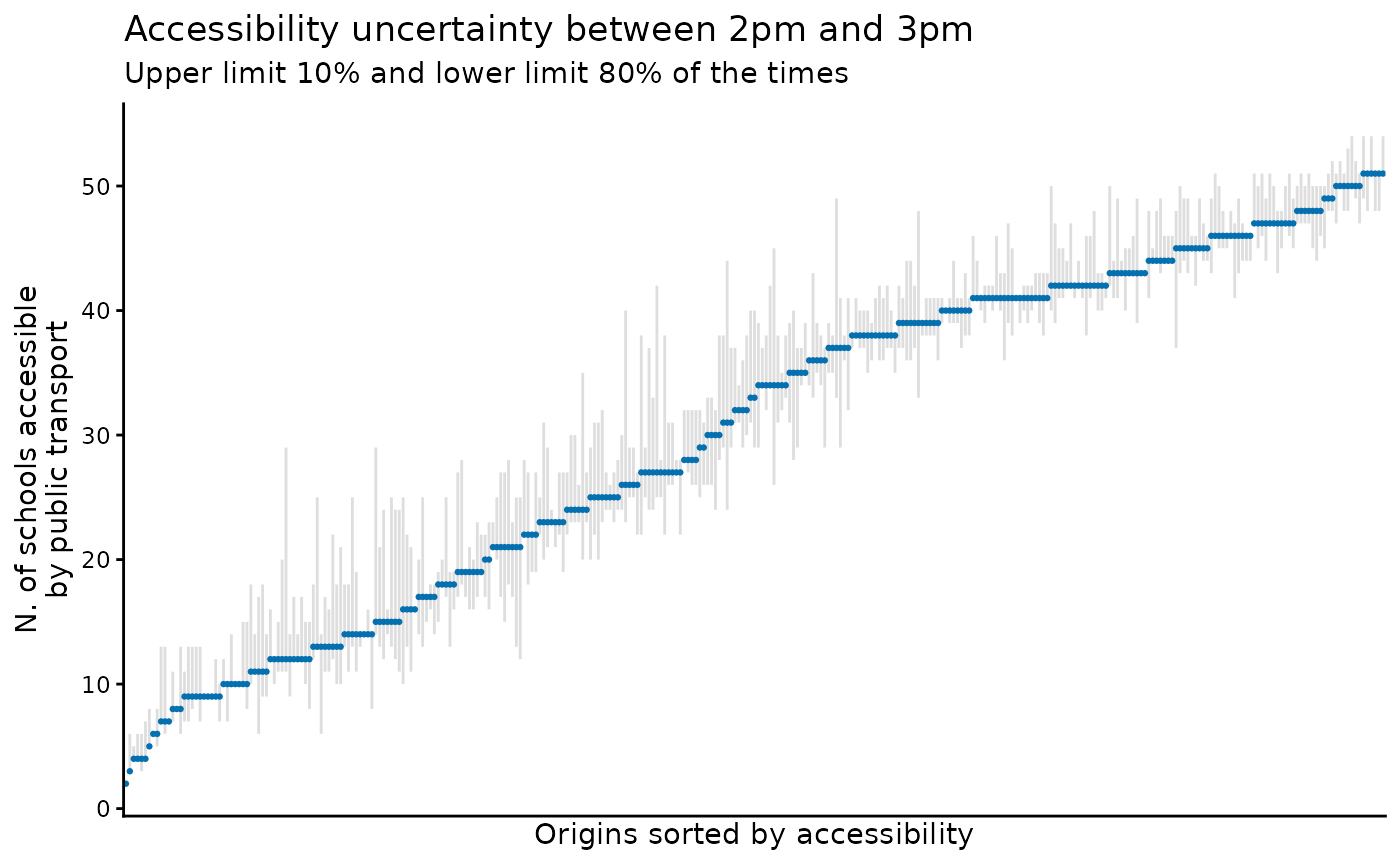 Accessibility uncertainty between 2pm and 3pm
Upper limit 10% and lower limit 80% of the times
N. of schools accessible
by public transport
50
40
30
20
10
0
Origins sorted by accessibility